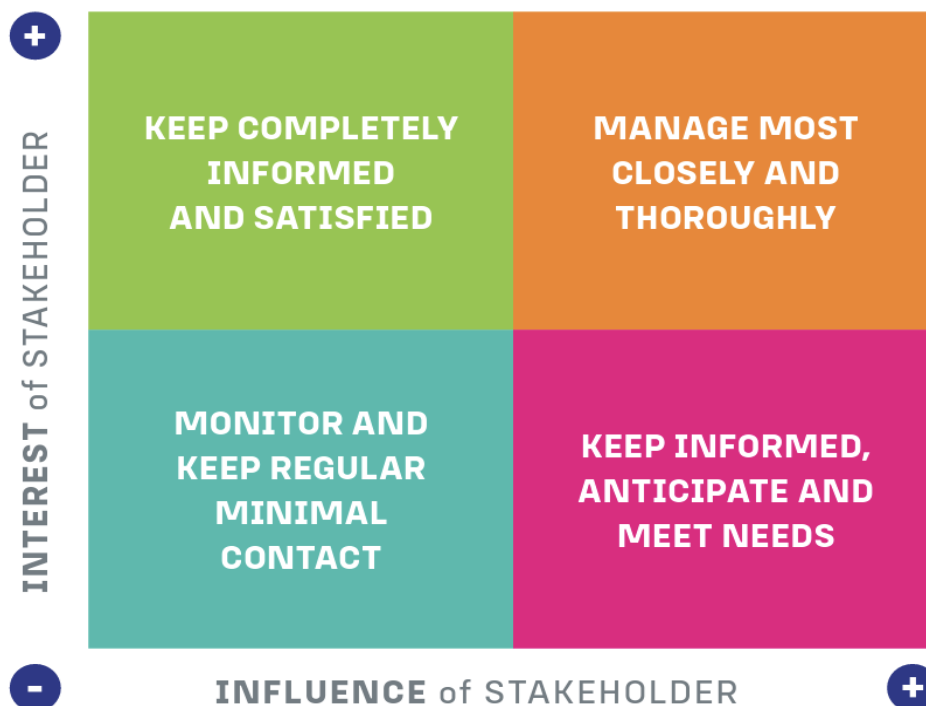 +
INTEREST of STAKEHOLDER
KEEP COMPLETELY
INFORMED
AND SATISFIED
MANAGE MOST
CLOSELY AND
THOROUGHLY
MONITOR AND
KEEP REGULAR
MINIMAL
CONTACT
KEEP INFORMED,
ANTICIPATE AND
MEET NEEDS
-
INFLUENCE of STAKEHOLDER
+